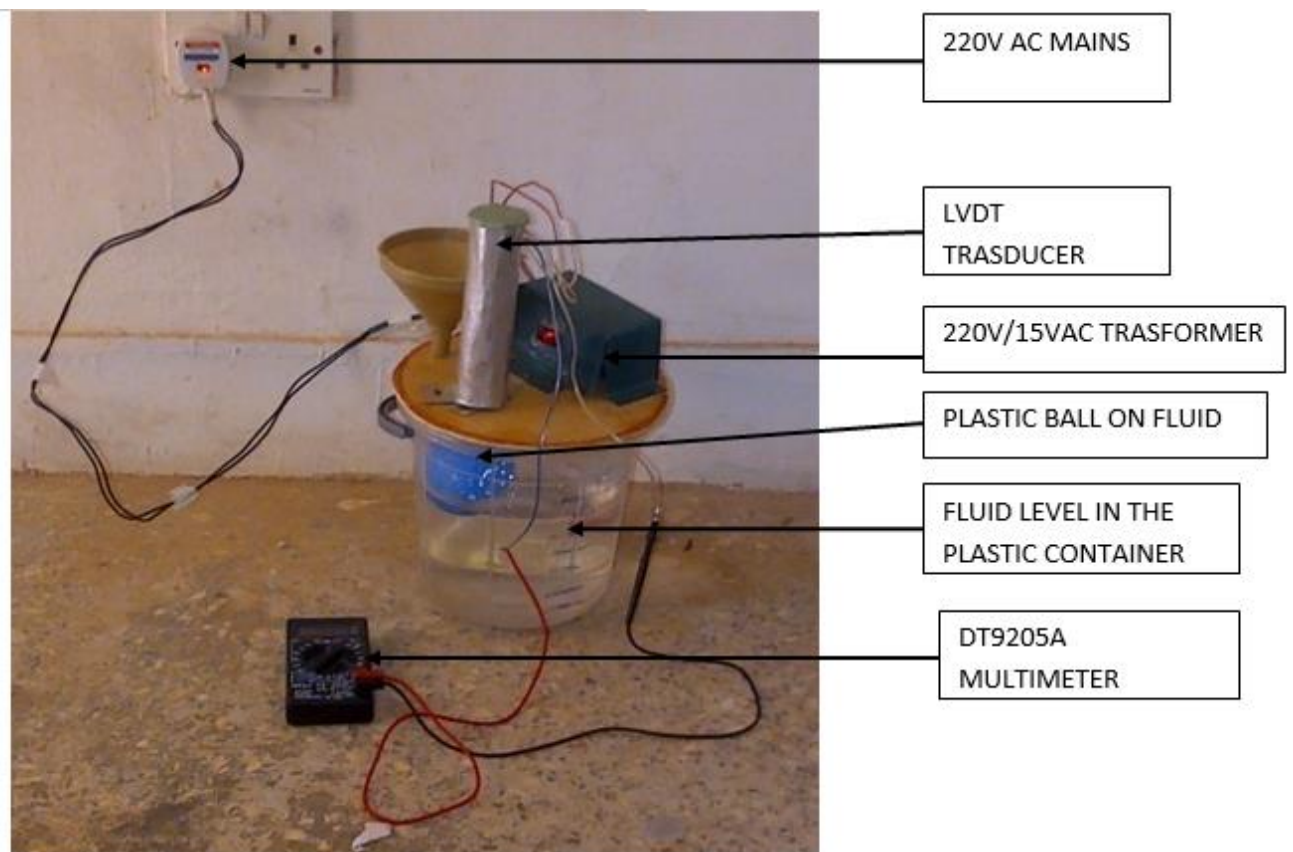 220V AC MAINS
LVDT
TRASDUCER
220V/15VAC TRASFORMER
PLASTIC BALL ON FLUID
FLUID LEVEL IN THE
PLASTIC CONTAINER
DT9205A
MULTIMETER